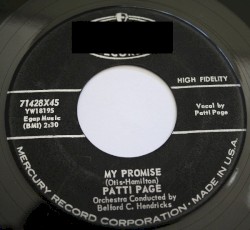 HIGH FIDELITY
71428X45
YW18195
Egap Music
(BMI) 2:30
Vocal by
Patti Page
MY PROMISE
(Otis-Hamilton)
PATTI PAGE
Orchestra Conducted by
Belford C. Hendricks
MERCURY RECORD CORPORATION • MADE IN U.S.A.